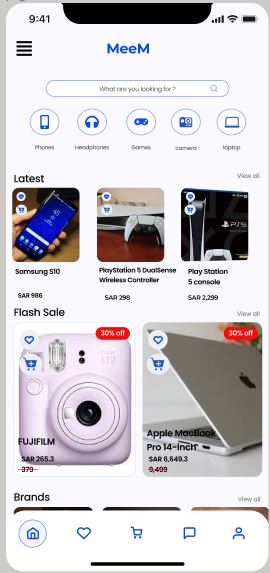 9:41
MeeM
What are you looking for ?
Phones
Headphones
Games
camera
laptop
Latest
View all
Samsung S10
SAR 986
PlayStation 5 DualSense
Wireless Controller
SAR 298
Play Station
5 console
SAR 2,299
Flash Sale
View all
30% off
FUJIFILM
SAR 265.3
379
30% off
Apple MacBook
Pro 14-inch
SAR 6,649.3
9,499
Brands
View all